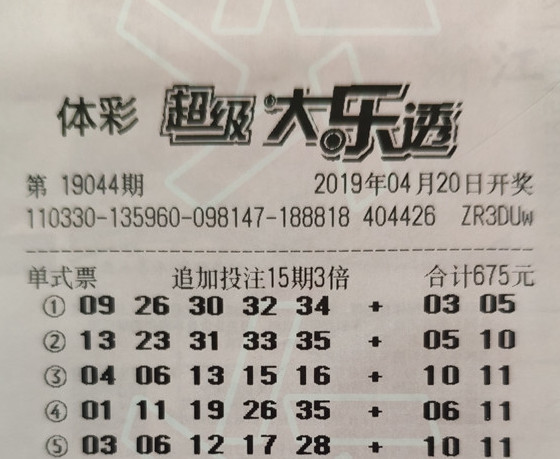 体彩 超级大乐透
第 19044期 2019年04月20日开奖
110330-135960-098147-188818 404426 ZR3DUw
单式票 追加投注15期3倍 合计675元
① 09 26 30 32 34 + 03 05
② 13 23 31 33 35 + 05 10
③ 04 06 13 15 16 + 10 11
④ 01 11 19 26 35 + 06 11
⑤ 03 06 12 17 28 + 10 11